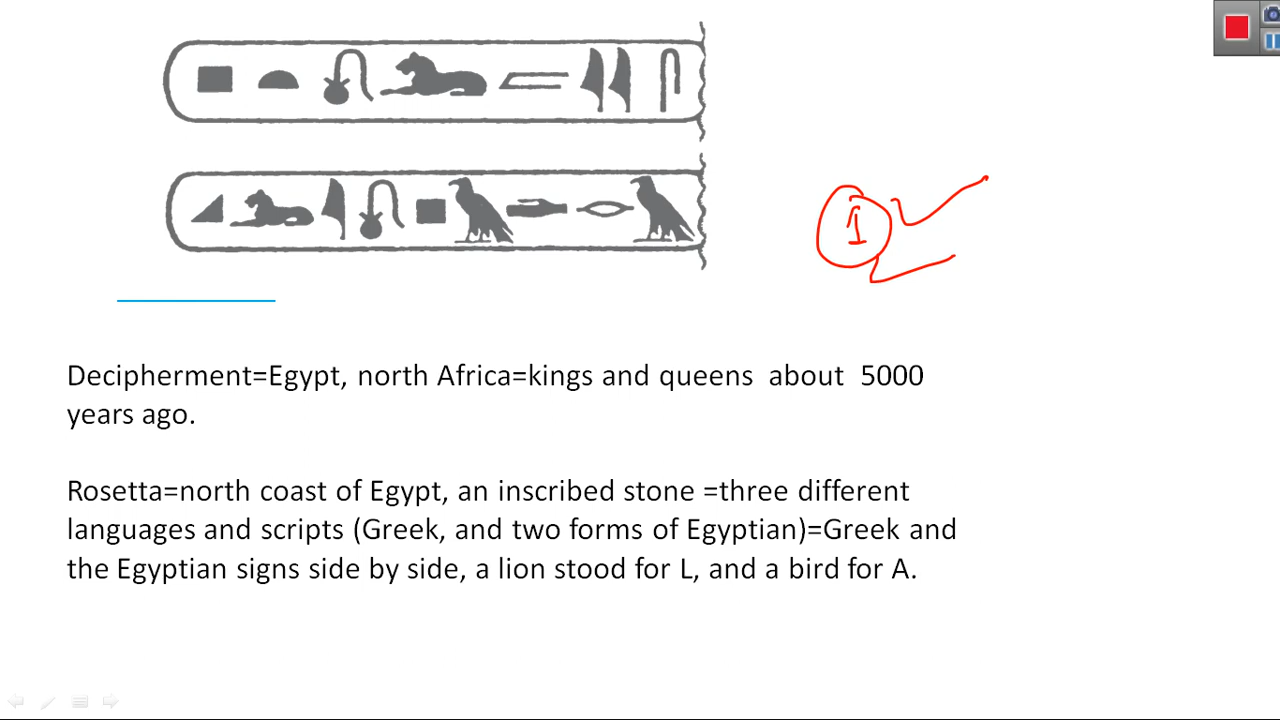 1
Decipherment=Egypt, north Africa=kings and queens about 5000
years ago.
Rosetta=north coast of Egypt, an inscribed stone =three different
languages and scripts (Greek, and two forms of Egyptian)=Greek and
the Egyptian signs side by side, a lion stood for L, and a bird for A.